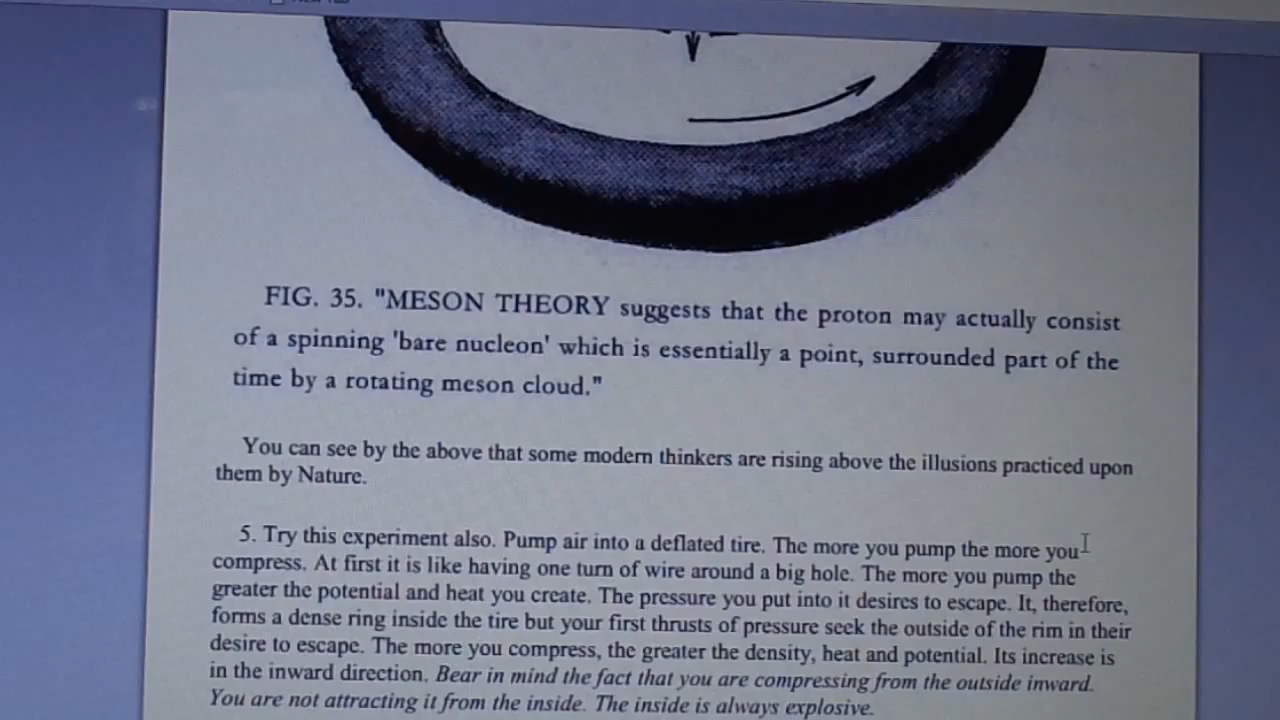 FIG. 35. "MESON THEORY suggests that the proton may actually consist
of a spinning 'bare nucleon' which is essentially a point, surrounded part of the
time by a rotating meson cloud."
You can see by the above that some modern thinkers are rising above the illusions practiced upon
them by Nature.
5. Try this experiment also. Pump air into a deflated tire. The more you pump the more you
compress. At first it is like having one turn of wire around a big hole. The more you pump the
greater the potential and heat you create. The pressure you put into it desires to escape. It, therefore,
forms a dense ring inside the tire but your first thrusts of pressure seek the outside of the rim in their
desire to escape. The more you compress, the greater the density, heat and potential. Its increase is
in the inward direction. Bear in mind the fact that you are compressing from the outside inward.
You are not attracting it from the inside. The inside is always explosive.